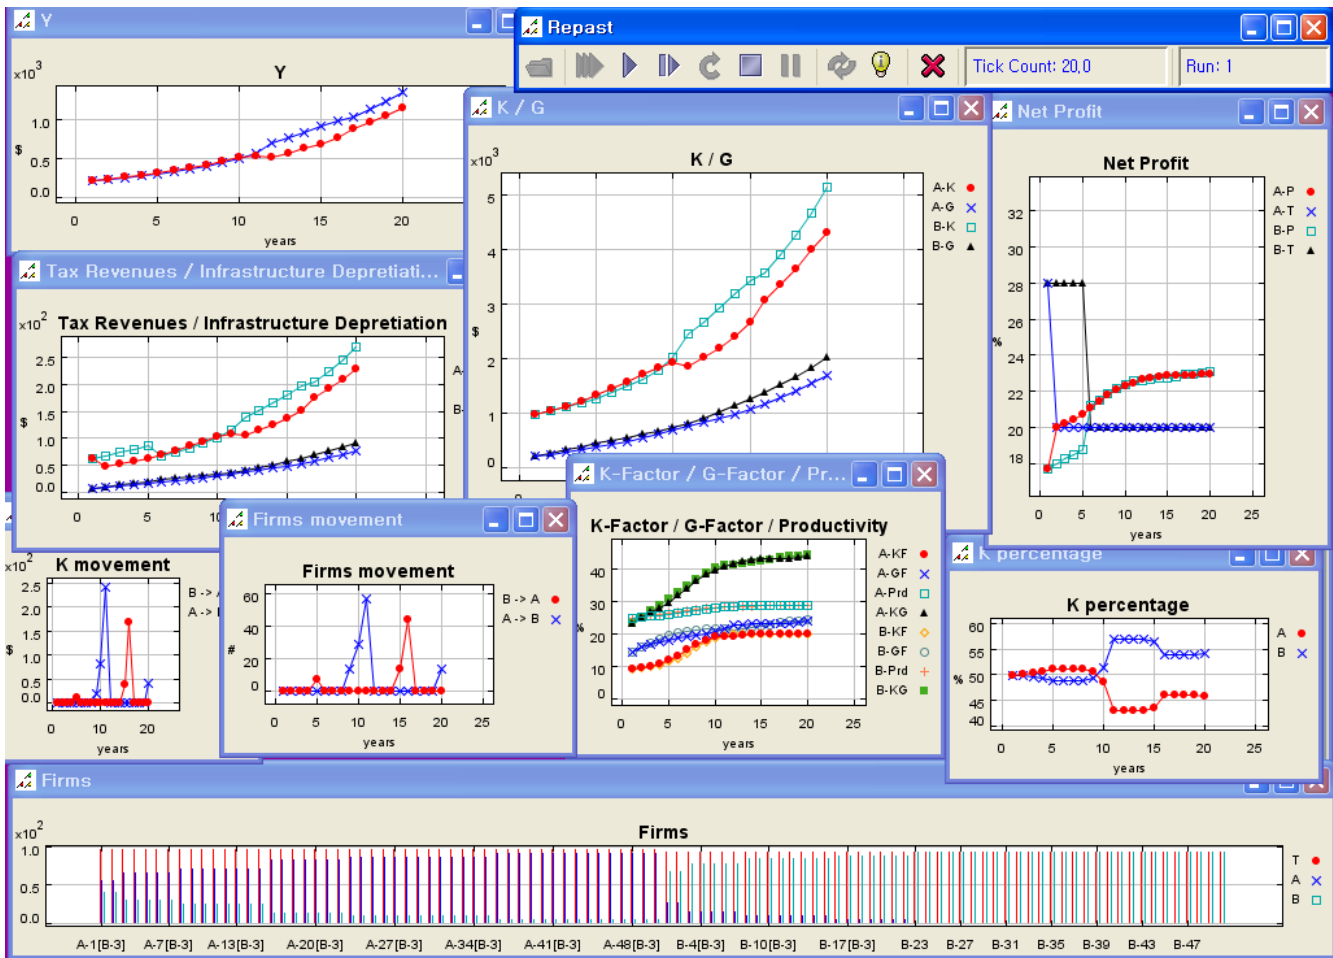 Y
Repast
Tick Count: 20,0
Run: 1
x10³
Y
1.0
$
0.5
0.0
0 5 10 15 20
years
K / G
x10³
K / G
5
4
3
$
2
1
0
A-K
A-G
B-K
B-G
Net Profit
Net Profit
32
28
24
%
22
20
18
0 5 10 15 20 25
years
A-P
A-T
B-P
B-T
Tax Revenues / Infrastructure Depretiati...
x10²
Tax Revenues / Infrastructure Depretiation
2.5
2.0
1.5
$
1.0
0.5
0.0
0 5
A-
B-
K-Factor / G-Factor / Pr...
K-Factor / G-Factor / Productivity
40
30
%
20
10
0
0 5 10 15 20 25
years
A-KF
A-GF
A-Prd
A-KG
B-KF
B-GF
B-Prd
B-KG
x10²
K movement
2.5
2.0
1.5
$
1.0
0.5
0.0
0 10 20
years
B ->
A ->
Firms movement
Firms movement
60
40
#
20
0
0 5 10 15 20 25
years
B -> A
A -> B
K percentage
K percentage
60
55
% 50
45
40
0 5 10 15 20 25
years
A
B
Firms
x10²
Firms
1.0
0.5
0.0
A-1[B-3] A-7[B-3] A-13[B-3] A-20[B-3] A-27[B-3] A-34[B-3] A-41[B-3] A-48[B-3] B-4[B-3] B-10[B-3] B-17[B-3] B-23 B-27 B-31 B-35 B-39 B-43 B-47
T
A
B